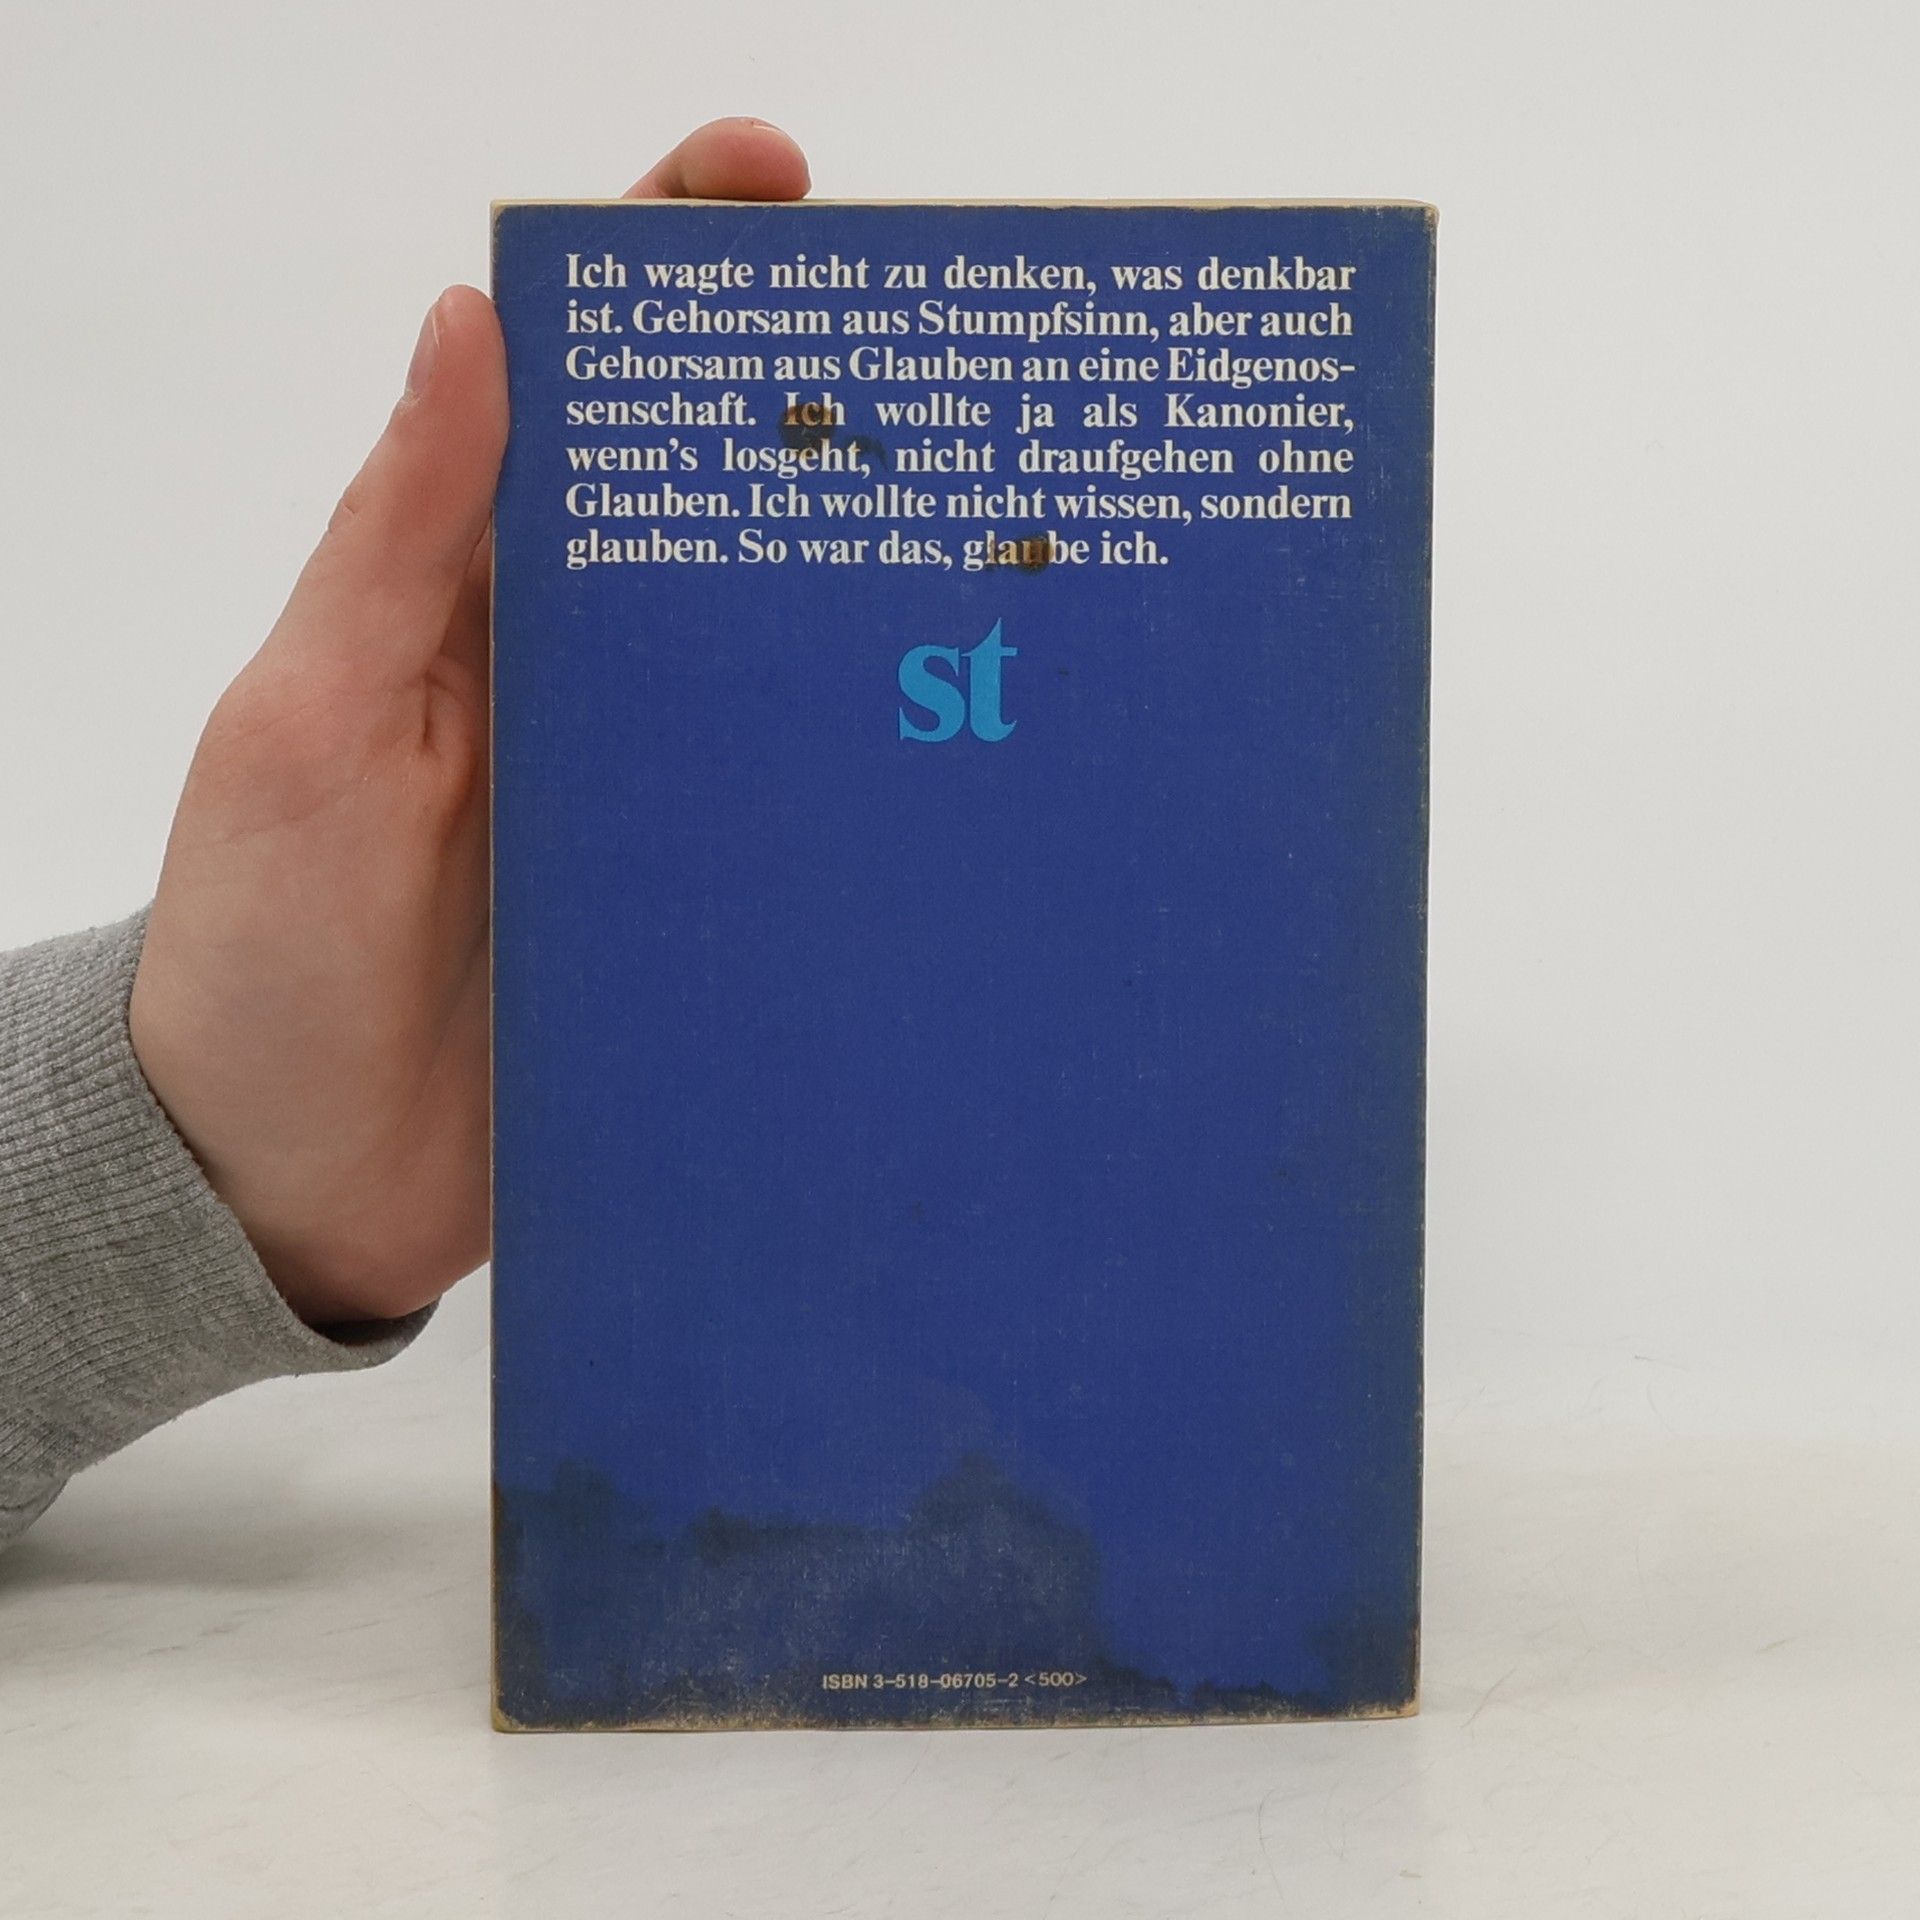 Ich wagte nicht zu denken, was denkbar
ist. Gehorsam aus Stumpfsinn, aber auch
Gehorsam aus Glauben an eine Eidgenos-
senschaft. Ich wollte ja als Kanonier,
wenn's losgeht, nicht draufgehen ohne
Glauben. Ich wollte nicht wissen, sondern
glauben. So war das, glaube ich.
st
ISBN 3-518-06705-2 <500>